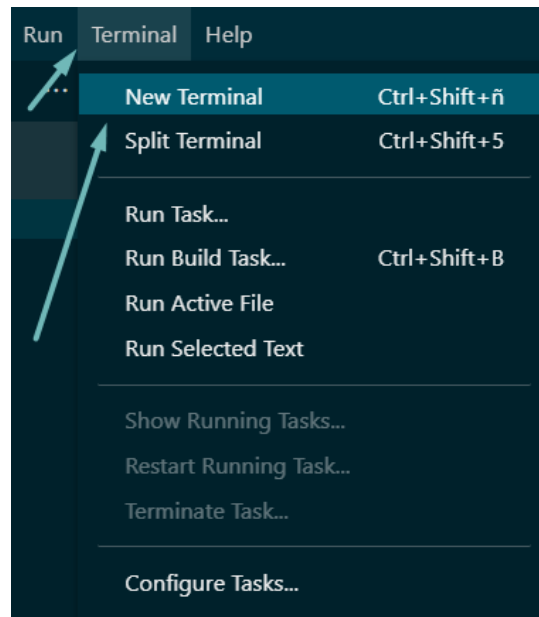 Run Terminal Help
...
New Terminal Ctrl+Shift+ñ
Split Terminal Ctrl+Shift+5
Run Task...
Run Build Task... Ctrl+Shift+B
Run Active File
Run Selected Text
Show Running Tasks...
Restart Running Task...
Terminate Task...
Configure Tasks...